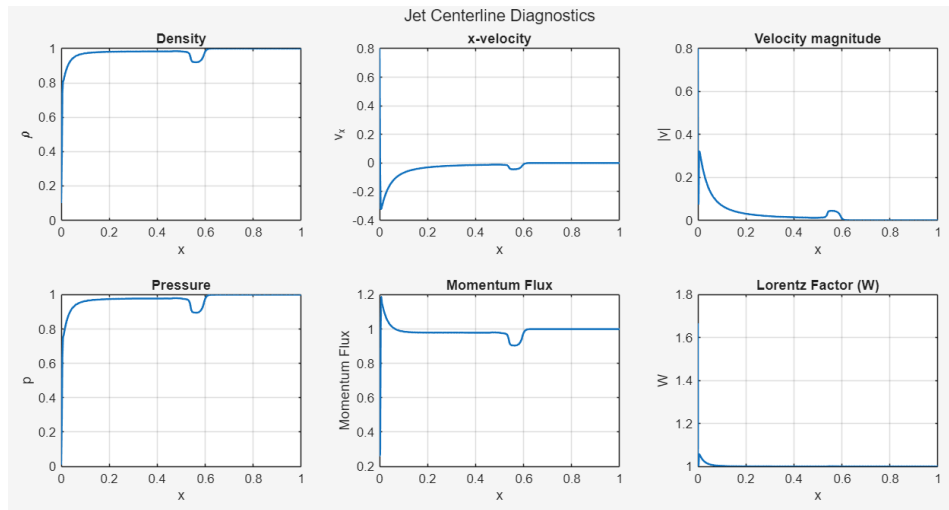 Jet Centerline Diagnostics
Density
x-velocity
Velocity magnitude
1
0.8
0.6
0.4
0.2
0
ρ
0 0.2 0.4 0.6 0.8 1
x
0.8
0.6
0.4
0.2
0
-0.2
-0.4
v_x
0 0.2 0.4 0.6 0.8 1
x
0.8
0.6
0.4
0.2
0
|v|
0 0.2 0.4 0.6 0.8 1
x
Pressure
Momentum Flux
Lorentz Factor (W)
1
0.8
0.6
0.4
0.2
0
p
0 0.2 0.4 0.6 0.8 1
x
1.2
1
0.8
0.6
0.4
0.2
Momentum Flux
0 0.2 0.4 0.6 0.8 1
x
1.8
1.6
1.4
1.2
1
W
0 0.2 0.4 0.6 0.8 1
x